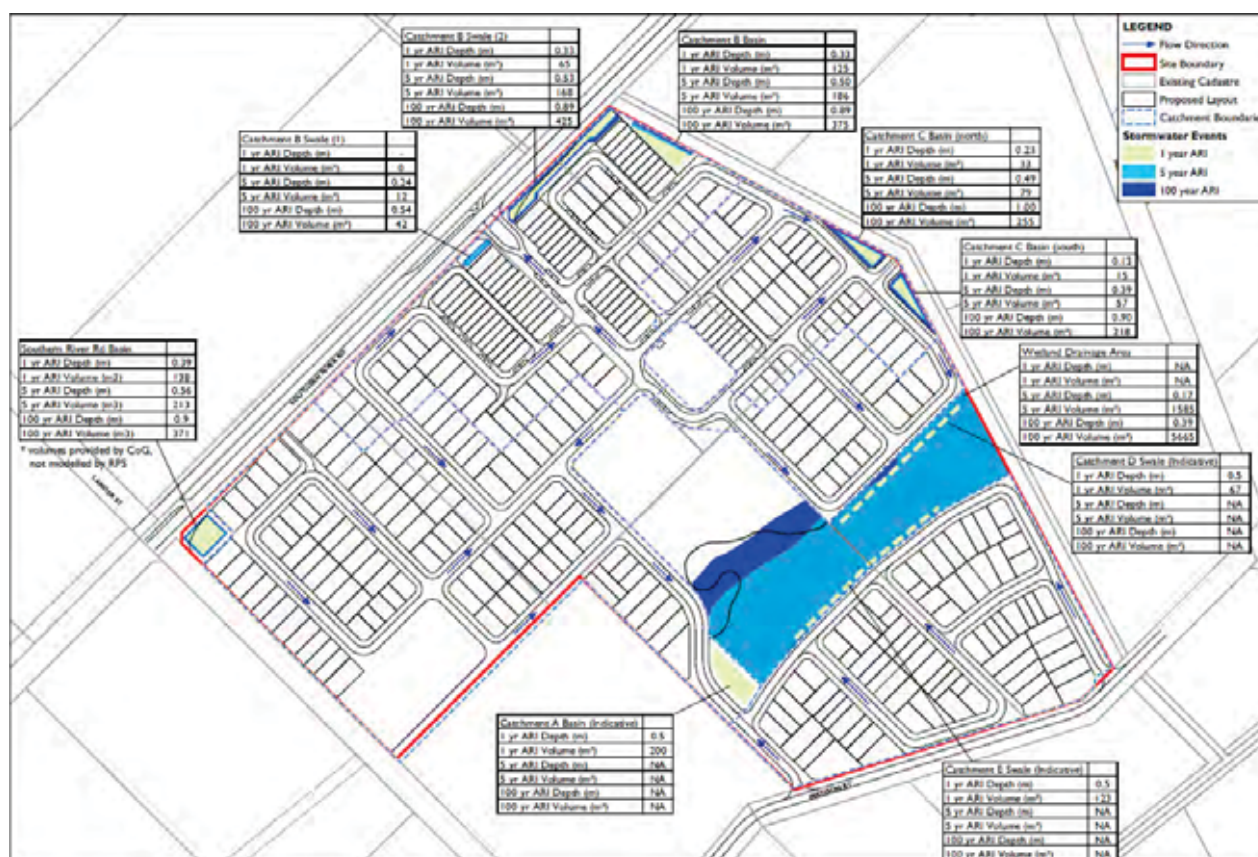 LEGEND
Flow Direction
Site Boundary
Existing Cadastre
Proposed Layout
Catchment Boundarie
Stormwater Events
1 year ARI
5 year ARI
100 year ARI
Catchment B Swale (2)
1 yr ARI Depth (m) 0.33
1 yr ARI Volume (m³) 65
5 yr ARI Depth (m) 0.53
5 yr ARI Volume (m³) 168
100 yr ARI Depth (m) 0.89
100 yr ARI Volume (m³) 425
Catchment B Basin
1 yr ARI Depth (m) 0.33
1 yr ARI Volume (m³) 125
5 yr ARI Depth (m) 0.50
5 yr ARI Volume (m³) 186
100 yr ARI Depth (m) 0.89
100 yr ARI Volume (m³) 375
Catchment B Swale (1)
1 yr ARI Depth (m) -
1 yr ARI Volume (m³) 0
5 yr ARI Depth (m) 0.24
5 yr ARI Volume (m³) 12
100 yr ARI Depth (m) 0.54
100 yr ARI Volume (m³) 42
Catchment C Basin (north)
1 yr ARI Depth (m) 0.23
1 yr ARI Volume (m³) 33
5 yr ARI Depth (m) 0.49
5 yr ARI Volume (m³) 79
100 yr ARI Depth (m) 1.00
100 yr ARI Volume (m³) 255
Catchment C Basin (south)
1 yr ARI Depth (m)
1 yr ARI Volume (m³) 15
5 yr ARI Depth (m) 0.39
5 yr ARI Volume (m³) 57
100 yr ARI Depth (m) 0.90
100 yr ARI Volume (m³) 218
Southern River Rd Basin
1 yr ARI Depth (m) 0.39
1 yr ARI Volume (m3) 138
5 yr ARI Depth (m) 0.56
5 yr ARI Volume (m3) 213
100 yr ARI Depth (m) 0.9
100 yr ARI Volume (m3) 371
* volumes provided by CoG,
not modelled by RPS
Wetland Drainage Area
1 yr ARI Depth (m) NA
1 yr ARI Volume (m³) NA
5 yr ARI Depth (m) 0.17
5 yr ARI Volume (m³) 1585
100 yr ARI Depth (m) 0.39
100 yr ARI Volume (m³) 5665
Catchment D Swale (Indicative)
1 yr ARI Depth (m) 0.5
1 yr ARI Volume (m³) 67
5 yr ARI Depth (m) NA
5 yr ARI Volume (m³) NA
100 yr ARI Depth (m) NA
100 yr ARI Volume (m³) NA
Catchment A Basin (Indicative)
1 yr ARI Depth (m) 0.5
1 yr ARI Volume (m³) 200
5 yr ARI Depth (m) NA
5 yr ARI Volume (m³) NA
100 yr ARI Depth (m) NA
100 yr ARI Volume (m³) NA
Catchment E Swale (Indicative)
1 yr ARI Depth (m) 0.5
1 yr ARI Volume (m³) 123
5 yr ARI Depth (m) NA
5 yr ARI Volume (m³) NA
100 yr ARI Depth (m) NA
100 yr ARI Volume (m³) NA